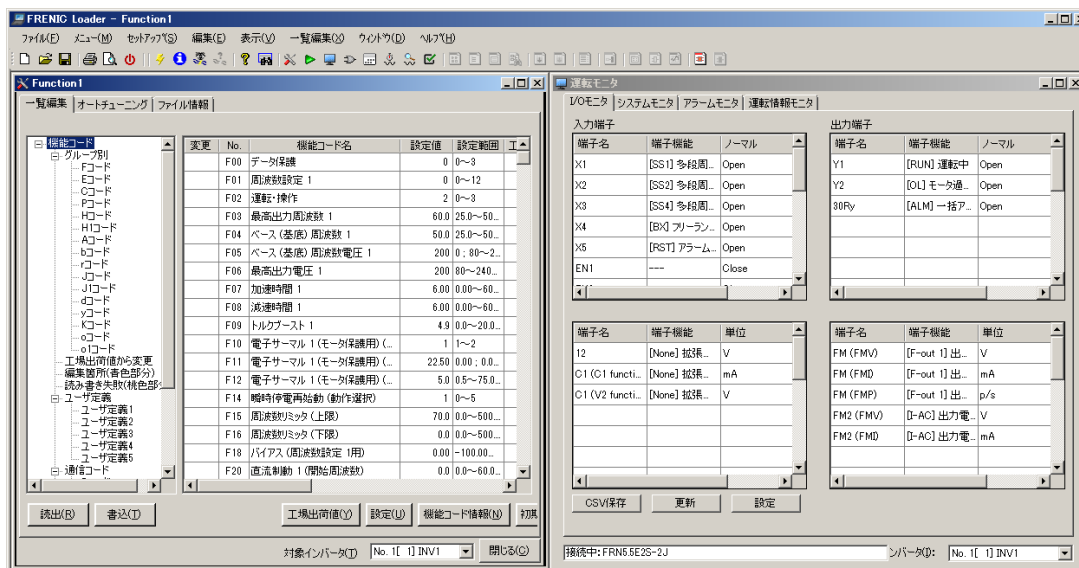 FRENIC Loader - Function1
ﾌｧｲﾙ(F) ﾒﾆｭｰ(M) ｾｯﾄｱｯﾌﾟ(S) 編集(E) 表示(V) 一覧編集(X) ｳｨﾝﾄﾞｳ(D) ﾍﾙﾌﾟ(H)
Function1
一覧編集 オートチューニング ファイル情報
機能コード
グループ別
Fコード
Eコード
Cコード
Pコード
Hコード
H1コード
Aコード
bコード
rコード
Jコード
J1コード
dコード
yコード
Kコード
oコード
o1コード
工場出荷値から変更
編集箇所(青色部分)
読み書き失敗(桃色部
ユーザ定義
ユーザ定義1
ユーザ定義2
ユーザ定義3
ユーザ定義4
ユーザ定義5
通信コード
変更 No. 機能コード名 設定値 設定範囲 工
F00 データ保護 0 0～3
F01 周波数設定 1 0 0～12
F02 運転・操作 2 0～3
F03 最高出力周波数 1 60.0 25.0～50...
F04 ベース (基底) 周波数 1 50.0 25.0～50...
F05 ベース (基底) 周波数電圧 1 200 0 ; 80～2...
F06 最高出力電圧 1 200 80～240...
F07 加速時間 1 6.00 0.00～60...
F08 減速時間 1 6.00 0.00～60...
F09 トルクブースト 1 4.9 0.0～20.0...
F10 電子サーマル 1 (モータ保護用) (... 1 1～2
F11 電子サーマル 1 (モータ保護用) (... 22.50 0.00 ; 0.0...
F12 電子サーマル 1 (モータ保護用) (... 5.0 0.5～75.0...
F14 瞬時停電再始動 (動作選択) 1 0～5
F15 周波数リミッタ (上限) 70.0 0.0～500...
F16 周波数リミッタ (下限) 0.0 0.0～500...
F18 バイアス (周波数設定 1用) 0.00 -100.00...
F20 直流制動 1 (開始周波数) 0.0 0.0～60.0...
読出(R) 書込(T) 工場出荷値(Y) 設定(U) 機能コード情報(N) 初期
対象インバータ(T) No. 1[ 1] INV1 閉じる(C)
運転モニタ
I/Oモニタ システムモニタ アラームモニタ 運転情報モニタ
入力端子
端子名 端子機能 ノーマル
X1 [SS1] 多段周... Open
X2 [SS2] 多段周... Open
X3 [SS4] 多段周... Open
X4 [BX] フリーラン... Open
X5 [RST] アラーム... Open
EN1 --- Close
出力端子
端子名 端子機能 ノーマル
Y1 [RUN] 運転中 Open
Y2 [OL] モータ過... Open
30Ry [ALM] 一括ア... Open
端子名 端子機能 単位
12 [None] 拡張... V
C1 (C1 functi... [None] 拡張... mA
C1 (V2 functi... [None] 拡張... V
端子名 端子機能 単位
FM (FMV) [F-out 1] 出... V
FM (FMI) [F-out 1] 出... mA
FM (FMP) [F-out 1] 出... p/s
FM2 (FMV) [I-AC] 出力電... V
FM2 (FMI) [I-AC] 出力電... mA
CSV保存 更新 設定
接続中: FRN5.5E2S-2J ンバータ(I): No. 1[ 1] INV1